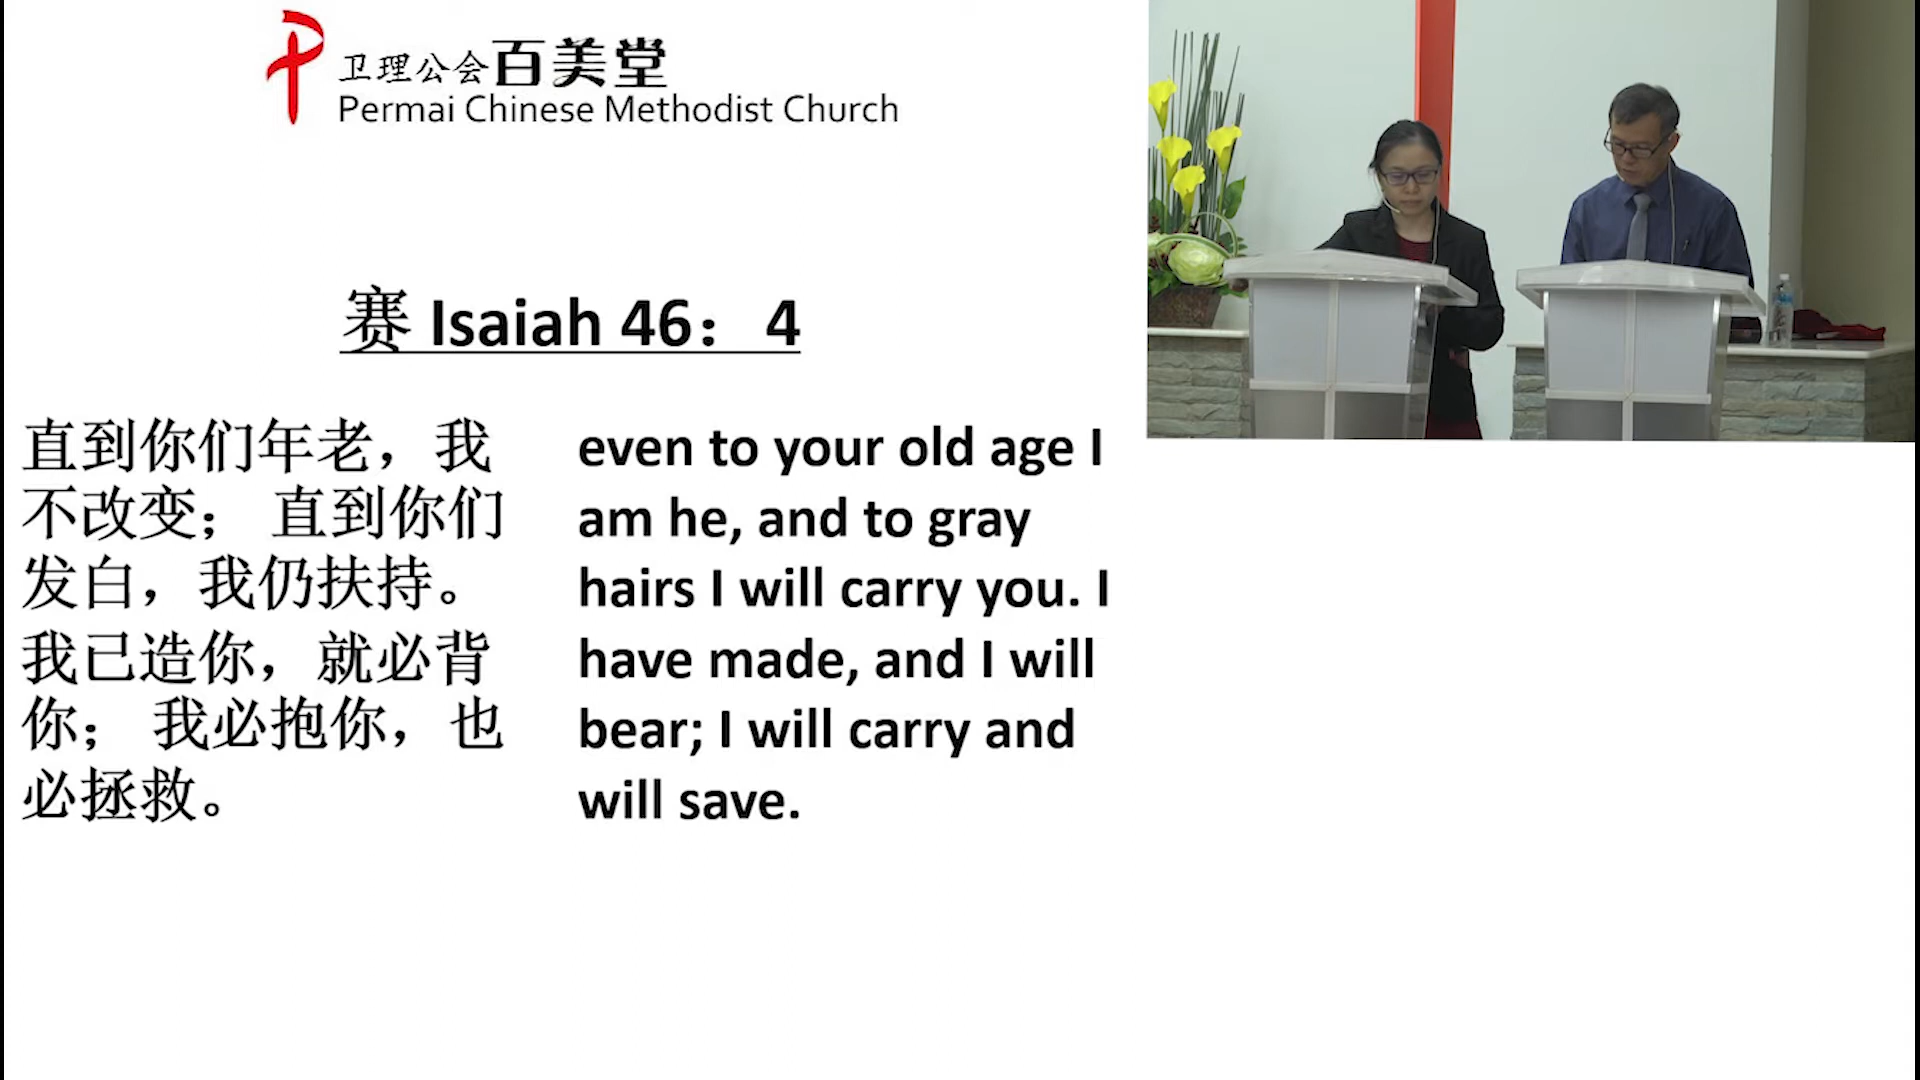 卫理公会百美堂
Permai Chinese Methodist Church
赛 Isaiah 46： 4
直到你们年老，我
不改变； 直到你们
发白，我仍扶持。
我已造你，就必背
你； 我必抱你，也
必拯救。
even to your old age I
am he, and to gray
hairs I will carry you. I
have made, and I will
bear; I will carry and
will save.